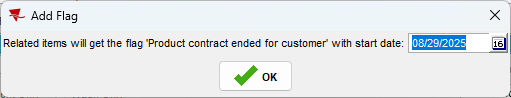 Add Flag
Related items will get the flag 'Product contract ended for customer' with start date: 08/29/2025 16
OK